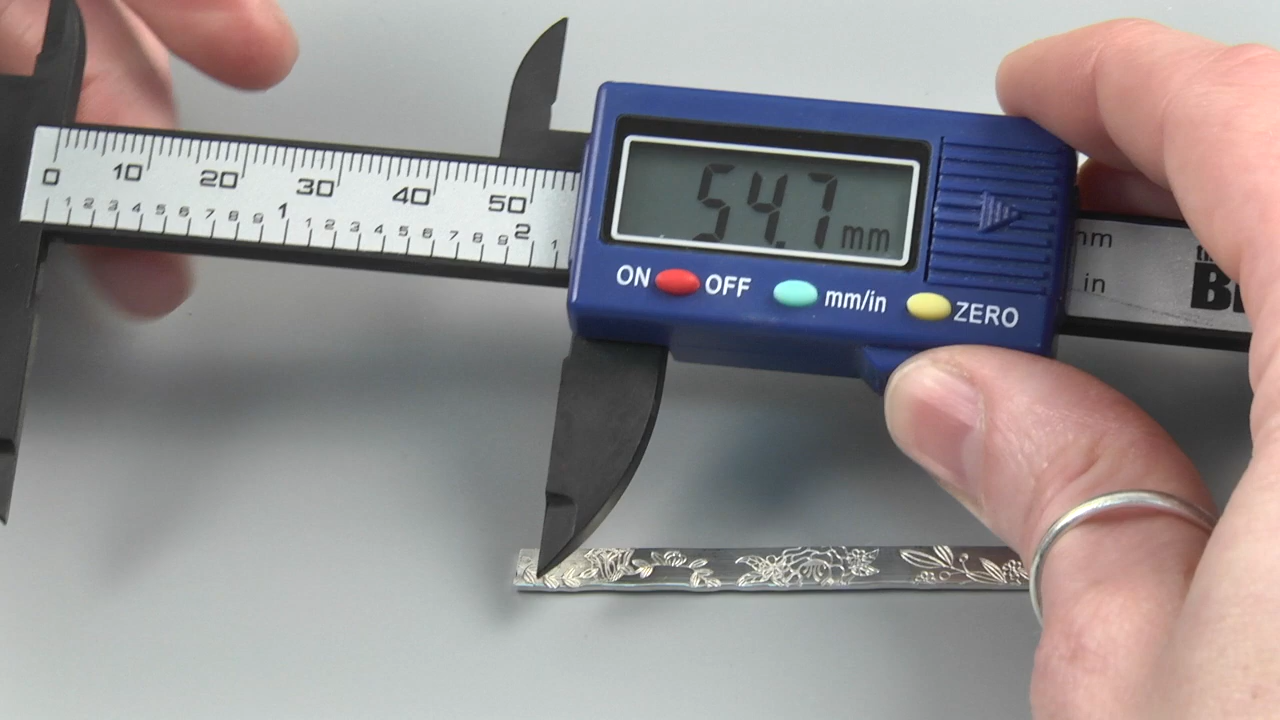 0 10 20 30 40 50
1 2 3 4 5 6 7 8 9 1 1 2 3 4 5 6 7 8 9 2 1
54.7 mm
ON OFF mm/in ZERO
mm
in